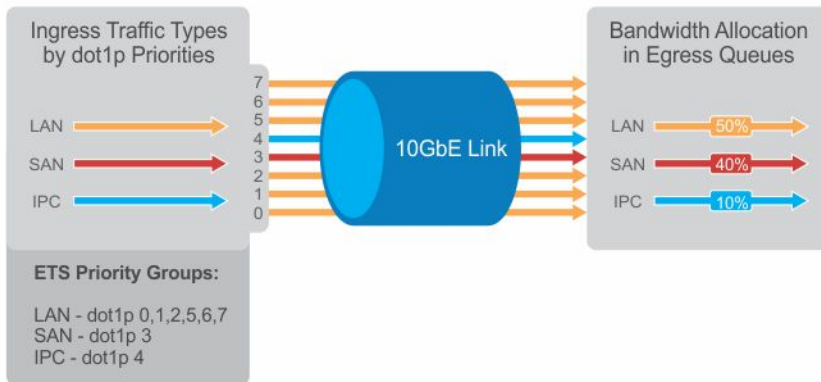 Ingress Traffic Types
by dot1p Priorities
LAN
SAN
IPC
7
6
5
4
3
2
1
0
10GbE Link
Bandwidth Allocation
in Egress Queues
LAN 50%
SAN 40%
IPC 10%
ETS Priority Groups:
LAN - dot1p 0,1,2,5,6,7
SAN - dot1p 3
IPC - dot1p 4